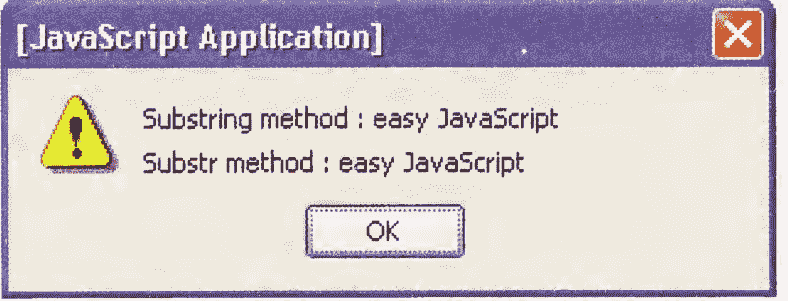 [JavaScript Application]
Substring method : easy JavaScript
Substr method : easy JavaScript
OK